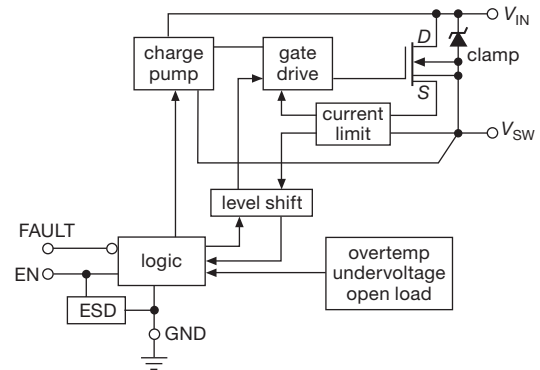 V_IN
D
charge
pump
gate
drive
clamp
S
current
limit
V_SW
level shift
FAULT
logic
overtemp
undervoltage
open load
EN
ESD
GND